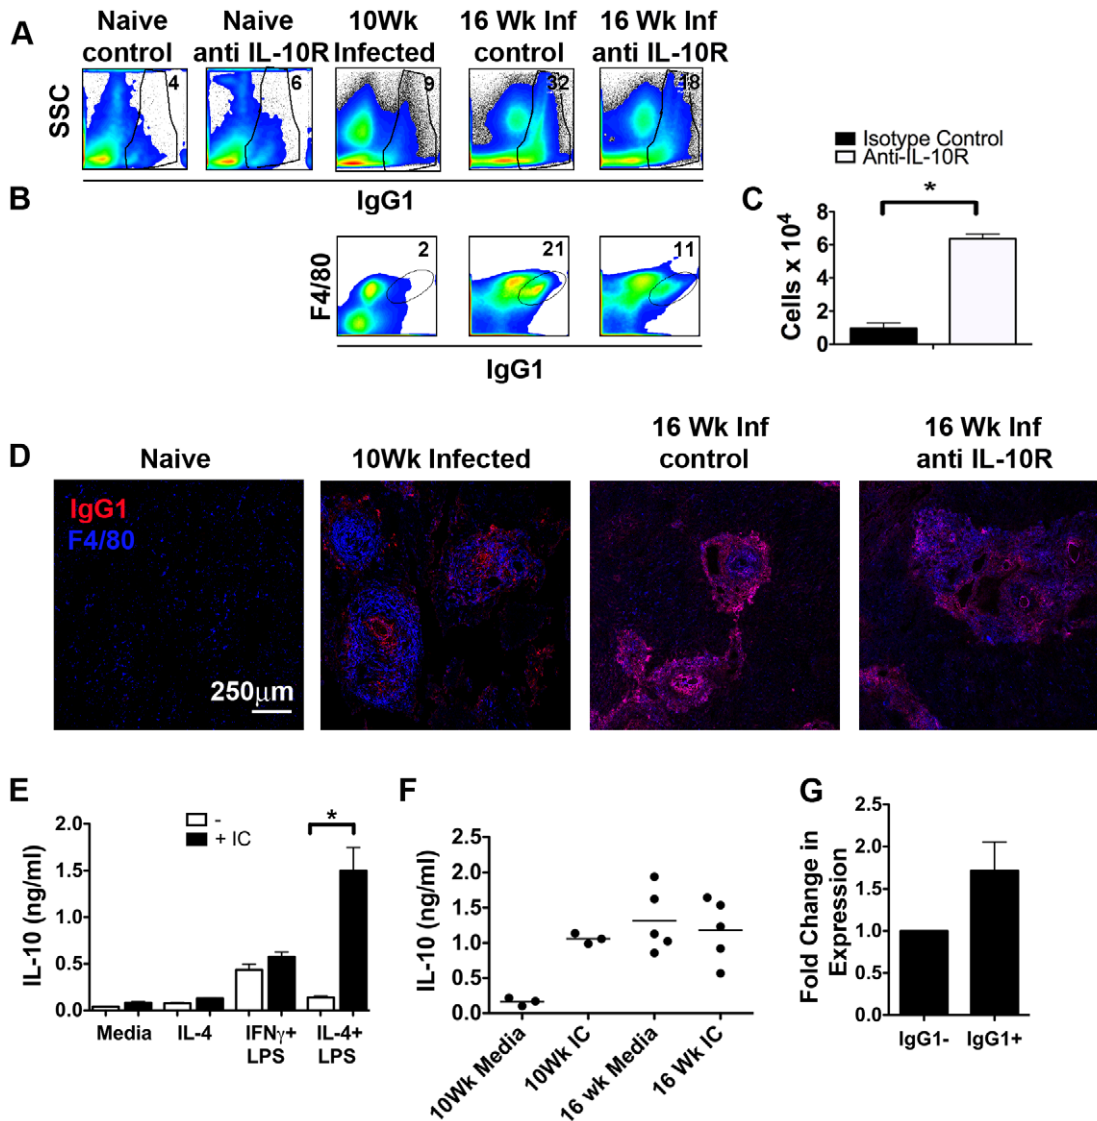 A
Naive control
Naive anti IL-10R
10Wk Infected
16 Wk Inf control
16 Wk Inf anti IL-10R
SSC
4
6
9
32
18
IgG1
B
F4/80
2
21
11
IgG1
C
Isotype Control
Anti-IL-10R
*
Cells x 10⁴
8
6
4
2
0
D
Naive
10Wk Infected
16 Wk Inf control
16 Wk Inf anti IL-10R
IgG1
F4/80
250μm
E
IL-10 (ng/ml)
2.0
1.5
1.0
0.5
0.0
-
+ IC
*
Media
IL-4
IFNγ+ LPS
IL-4+ LPS
F
IL-10 (ng/ml)
2.5
2.0
1.5
1.0
0.5
0.0
10Wk Media
10Wk IC
16 wk Media
16 Wk IC
G
Fold Change in Expression
2.5
2.0
1.5
1.0
0.5
0.0
IgG1-
IgG1+